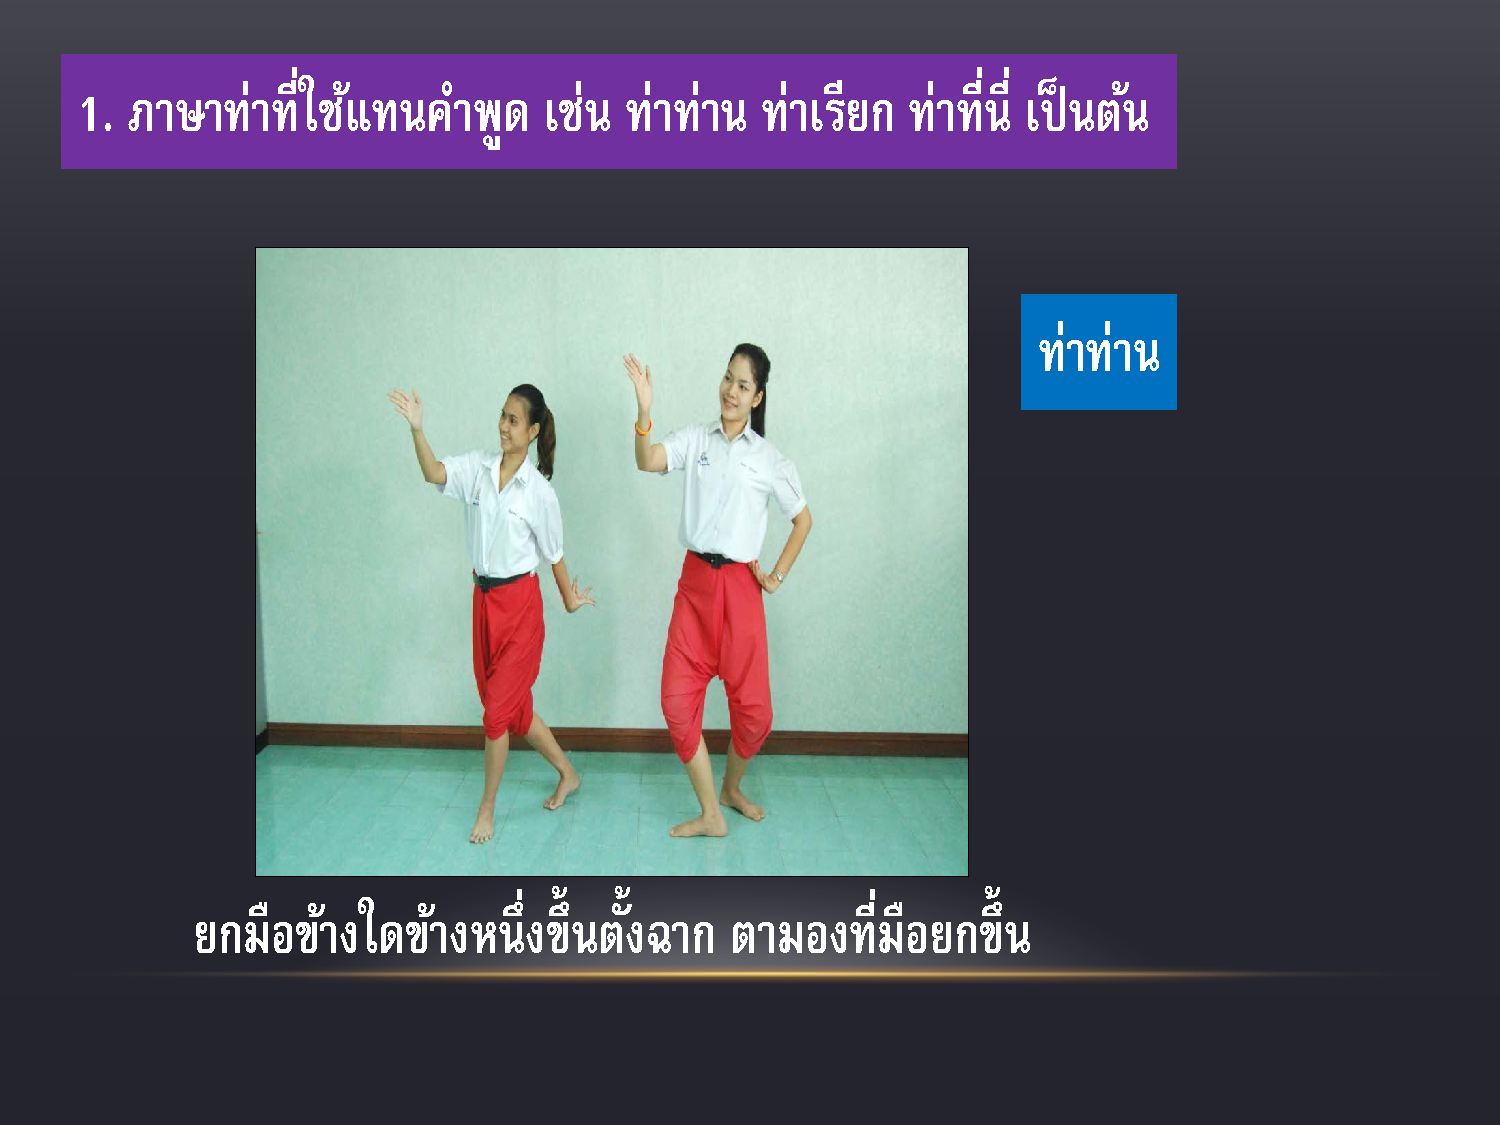 1. ภาษาท่าที่ใช้แทนคำพูด เช่น ท่าท่าน ท่าเรียก ท่าที่นี่ เป็นต้น
ท่าท่าน
ยกมือข้างใดข้างหนึ่งขึ้นตั้งฉาก ตามองที่มือยกขึ้น